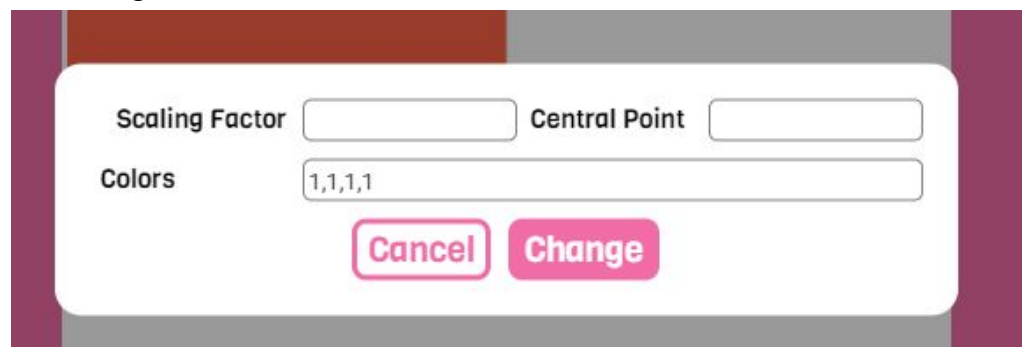 Scaling Factor Central Point
Colors 1,1,1,1
Cancel Change